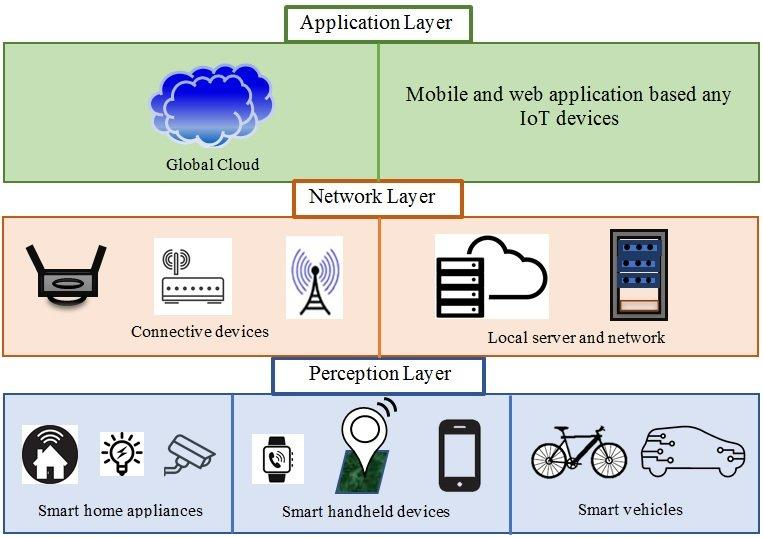 Application Layer
Mobile and web application based any
IoT devices
Global Cloud
Network Layer
Connective devices
Local server and network
Perception Layer
Smart home appliances
Smart handheld devices
Smart vehicles